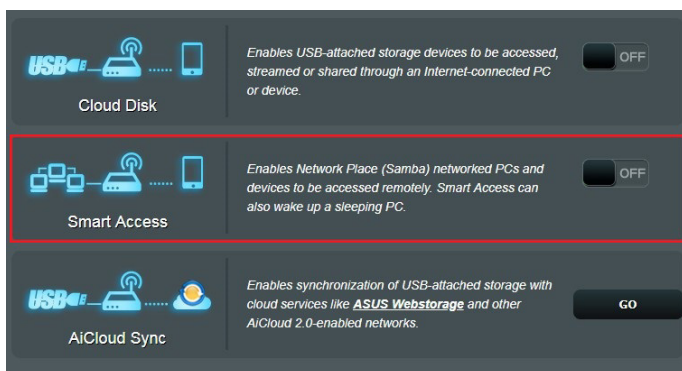 Enables USB-attached storage devices to be accessed,
streamed or shared through an Internet-connected PC
or device.
OFF
USB
Cloud Disk
Enables Network Place (Samba) networked PCs and
devices to be accessed remotely. Smart Access can
also wake up a sleeping PC.
OFF
Smart Access
Enables synchronization of USB-attached storage with
cloud services like ASUS Webstorage and other
AiCloud 2.0-enabled networks.
GO
USB
AiCloud Sync